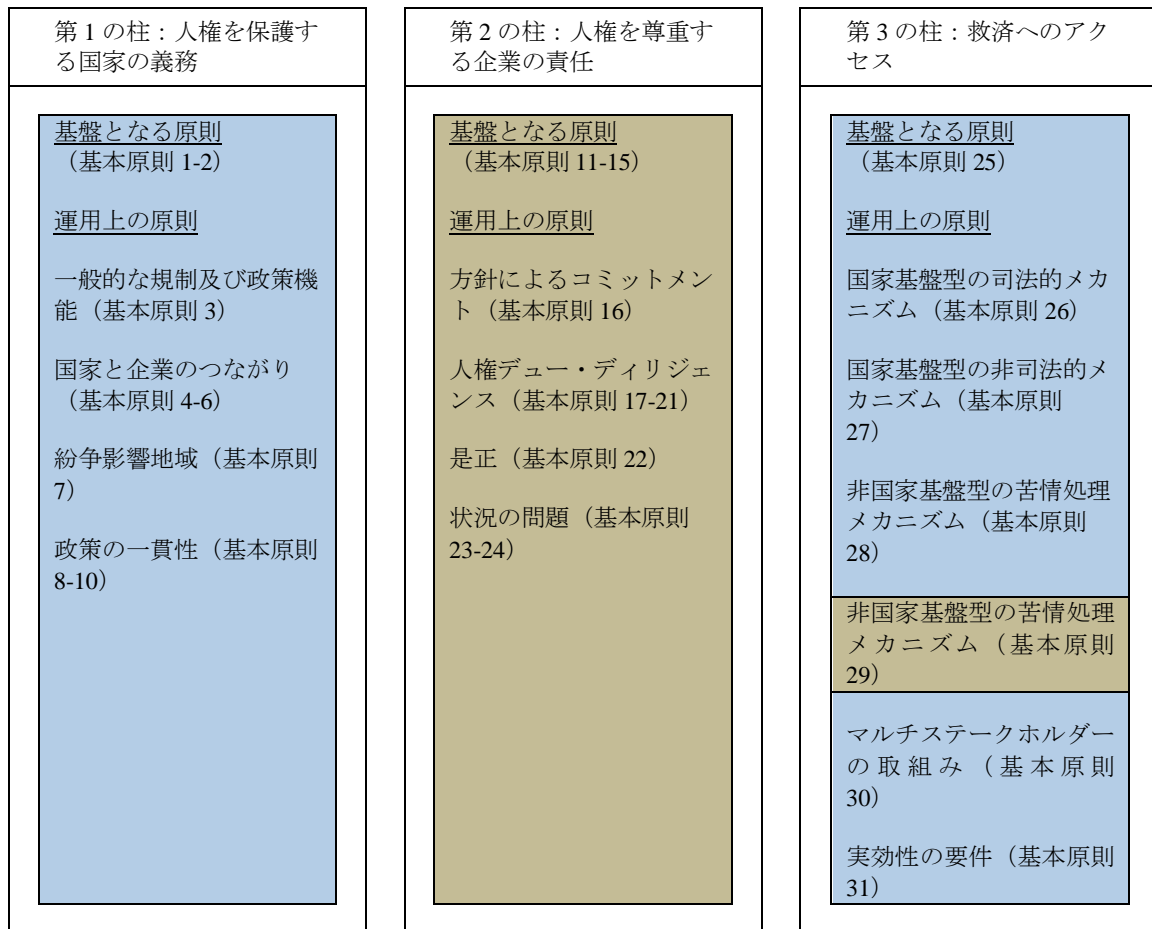 第 1 の柱：人権を保護す
る国家の義務
基盤となる原則
（基本原則 1-2）
運用上の原則
一般的な規制及び政策機
能（基本原則 3）
国家と企業のつながり
（基本原則 4-6）
紛争影響地域（基本原則
7）
政策の一貫性（基本原則
8-10）
第 2 の柱：人権を尊重す
る企業の責任
基盤となる原則
（基本原則 11-15）
運用上の原則
方針によるコミットメン
ト（基本原則 16）
人権デュー・ディリジェ
ンス（基本原則 17-21）
是正（基本原則 22）
状況の問題（基本原則
23-24）
第 3 の柱：救済へのアク
セス
基盤となる原則
（基本原則 25）
運用上の原則
国家基盤型の司法的メカ
ニズム（基本原則 26）
国家基盤型の非司法的メ
カニズム（基本原則
27）
非国家基盤型の苦情処理
メカニズム（基本原則
28）
非国家基盤型の苦情処理
メカニズム（基本原則
29）
マルチステークホルダー
の取組み（基本原則
30）
実効性の要件（基本原則
31）